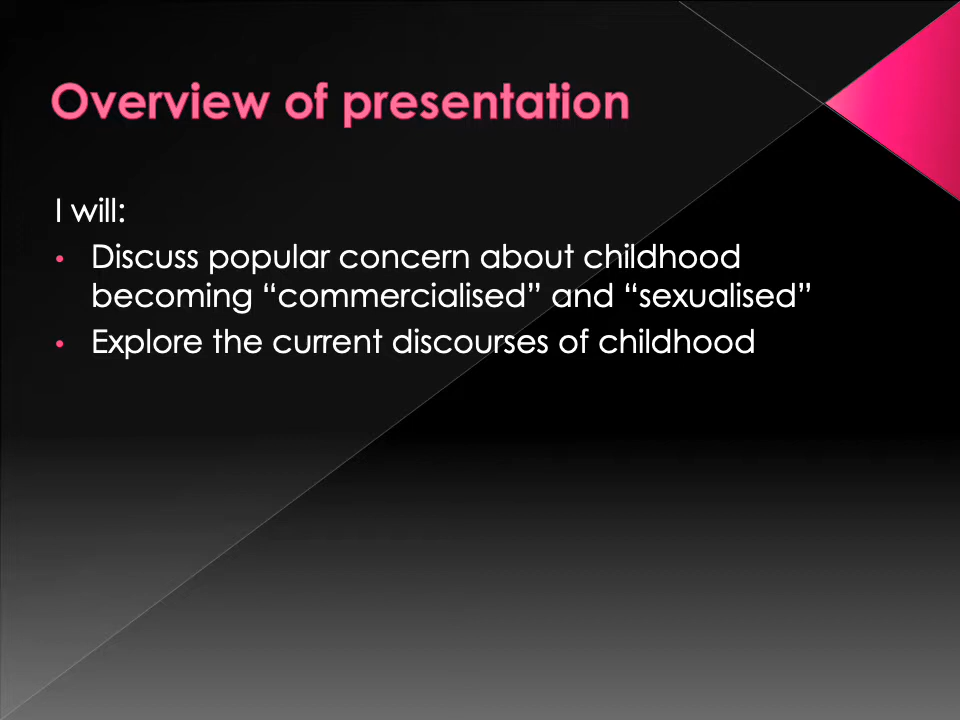 Overview of presentation
I will:
• Discuss popular concern about childhood
becoming “commercialised” and “sexualised”
• Explore the current discourses of childhood